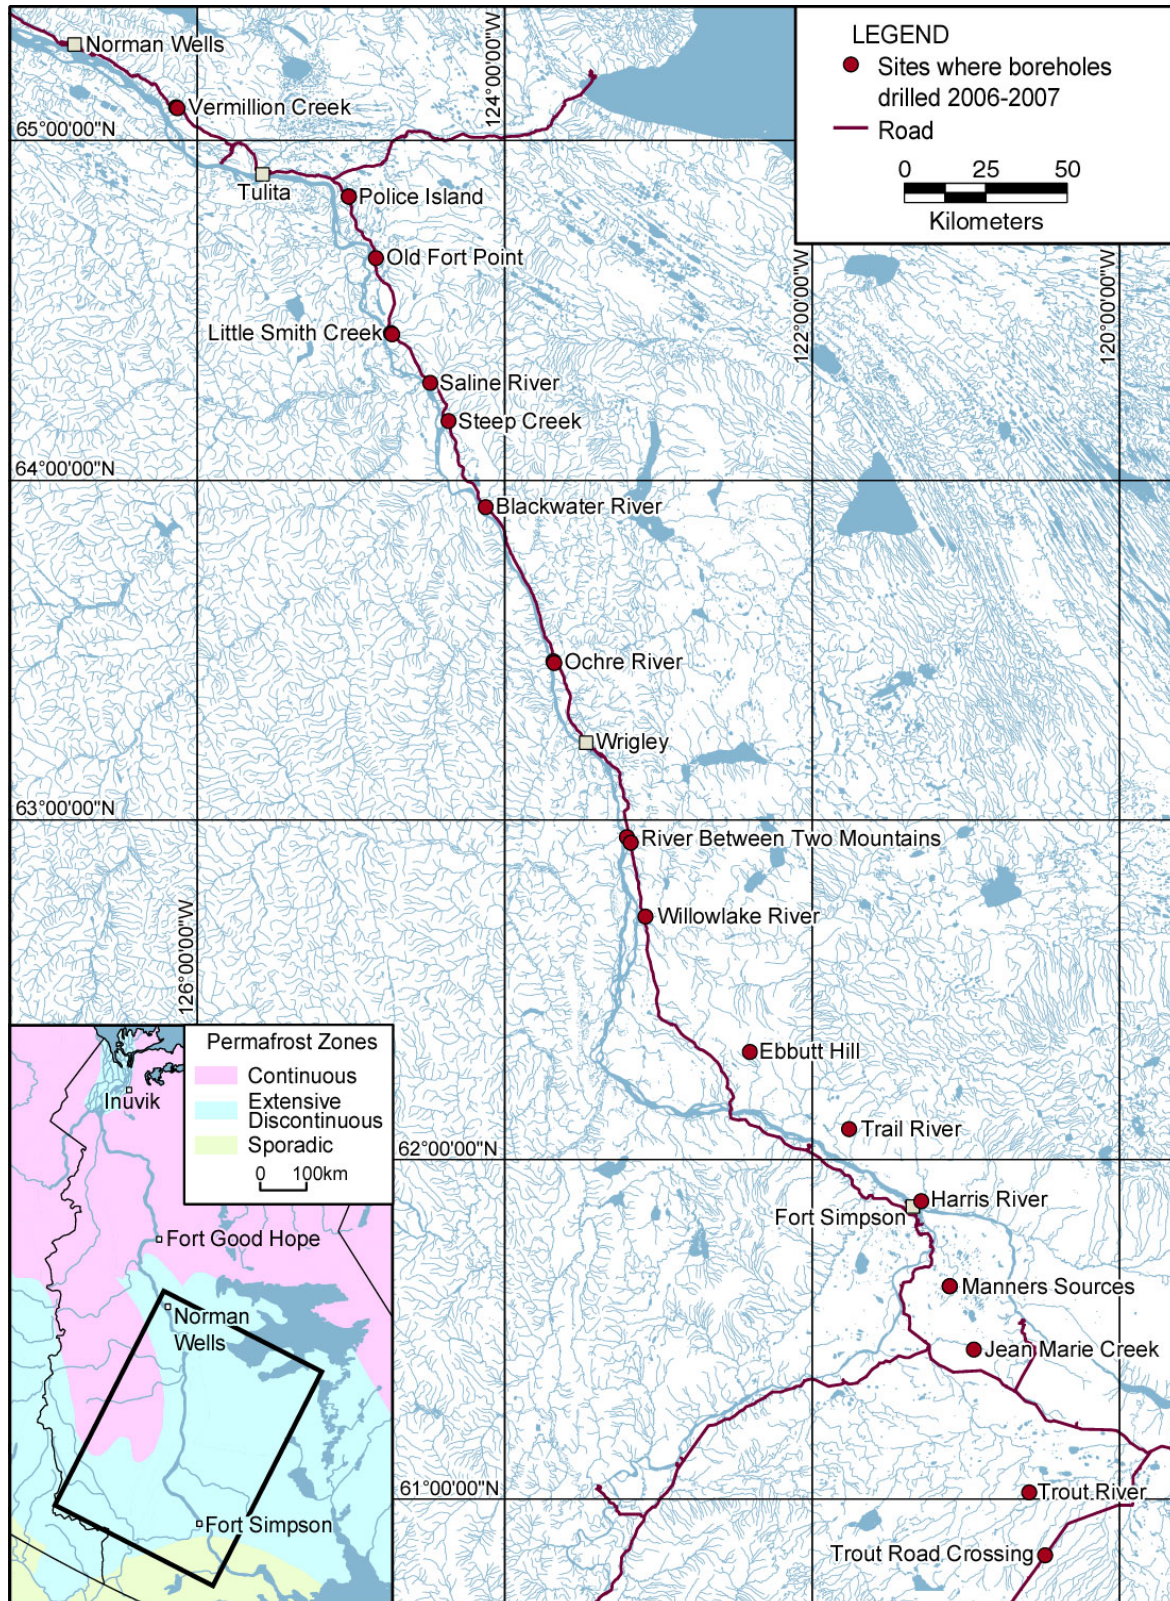 LEGEND
Sites where boreholes
drilled 2006-2007
Road
0 25 50
Kilometers
Norman Wells
Vermillion Creek
124°00'00"W
65°00'00"N
Tulita
Police Island
Old Fort Point
Little Smith Creek
122°00'00"W
120°00'00"W
Saline River
Steep Creek
64°00'00"N
Blackwater River
Ochre River
Wrigley
63°00'00"N
River Between Two Mountains
Willowlake River
126°00'00"W
Ebbutt Hill
Trail River
62°00'00"N
Harris River
Fort Simpson
Manners Sources
Jean Marie Creek
61°00'00"N
Trout River
Trout Road Crossing
Permafrost Zones
Continuous
Extensive
Discontinuous
Sporadic
0 100km
Inuvik
Fort Good Hope
Norman
Wells
Fort Simpson